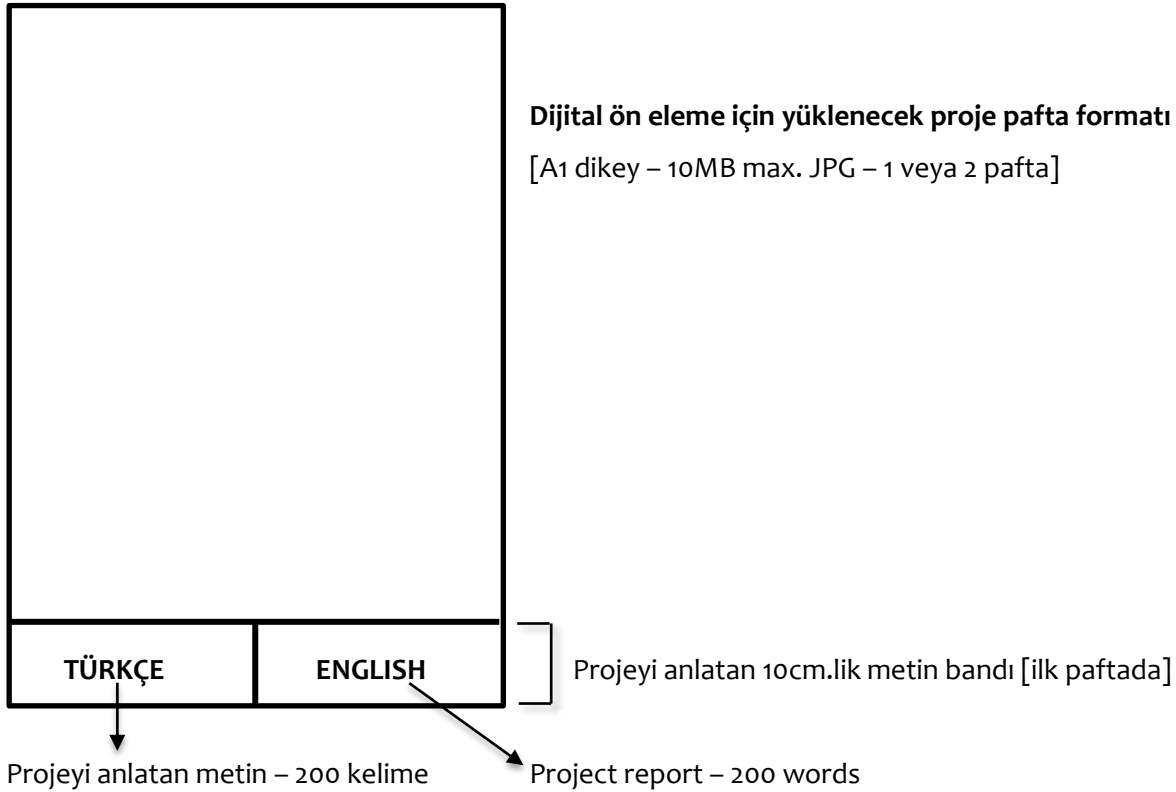 Dijital ön eleme için yüklenecek proje pafta formatı
[A1 dikey – 10MB max. JPG – 1 veya 2 pafta]
TÜRKÇE
ENGLISH
Projeyi anlatan 10cm.lik metin bandı [ilk paftada]
Projeyi anlatan metin – 200 kelime
Project report – 200 words